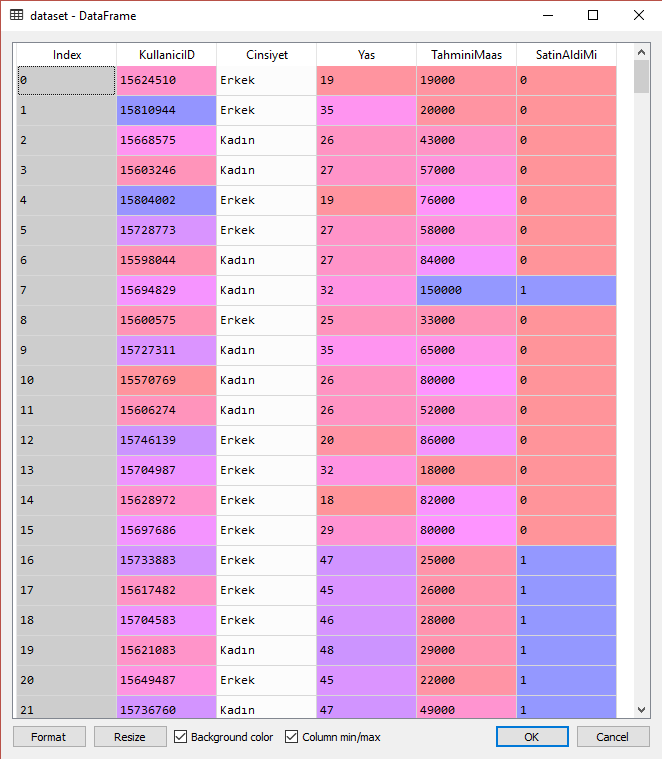 dataset - DataFrame
Index KullaniciID Cinsiyet Yas TahminiMaas SatinAldiMi
0 15624510 Erkek 19 19000 0
1 15810944 Erkek 35 20000 0
2 15668575 Kadın 26 43000 0
3 15603246 Kadın 27 57000 0
4 15804002 Erkek 19 76000 0
5 15728773 Erkek 27 58000 0
6 15598044 Kadın 27 84000 0
7 15694829 Kadın 32 150000 1
8 15600575 Erkek 25 33000 0
9 15727311 Kadın 35 65000 0
10 15570769 Kadın 26 80000 0
11 15606274 Kadın 26 52000 0
12 15746139 Erkek 20 86000 0
13 15704987 Erkek 32 18000 0
14 15628972 Erkek 18 82000 0
15 15697686 Erkek 29 80000 0
16 15733883 Erkek 47 25000 1
17 15617482 Erkek 45 26000 1
18 15704583 Erkek 46 28000 1
19 15621083 Kadın 48 29000 1
20 15649487 Erkek 45 22000 1
21 15736760 Kadın 47 49000 1
Format Resize Background color Column min/max OK Cancel